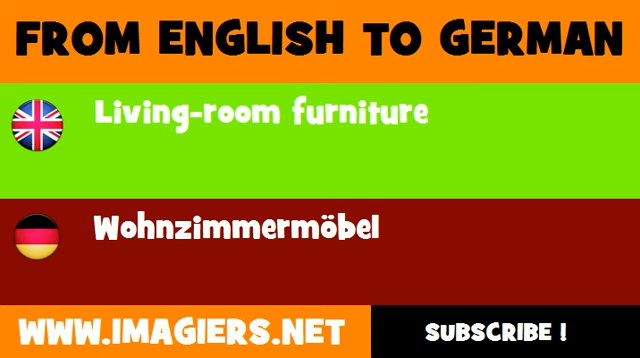 FROM ENGLISH TO GERMAN
Living-room furniture
Wohnzimmermöbel
WWW.IMAGIERS.NET
SUBSCRIBE !